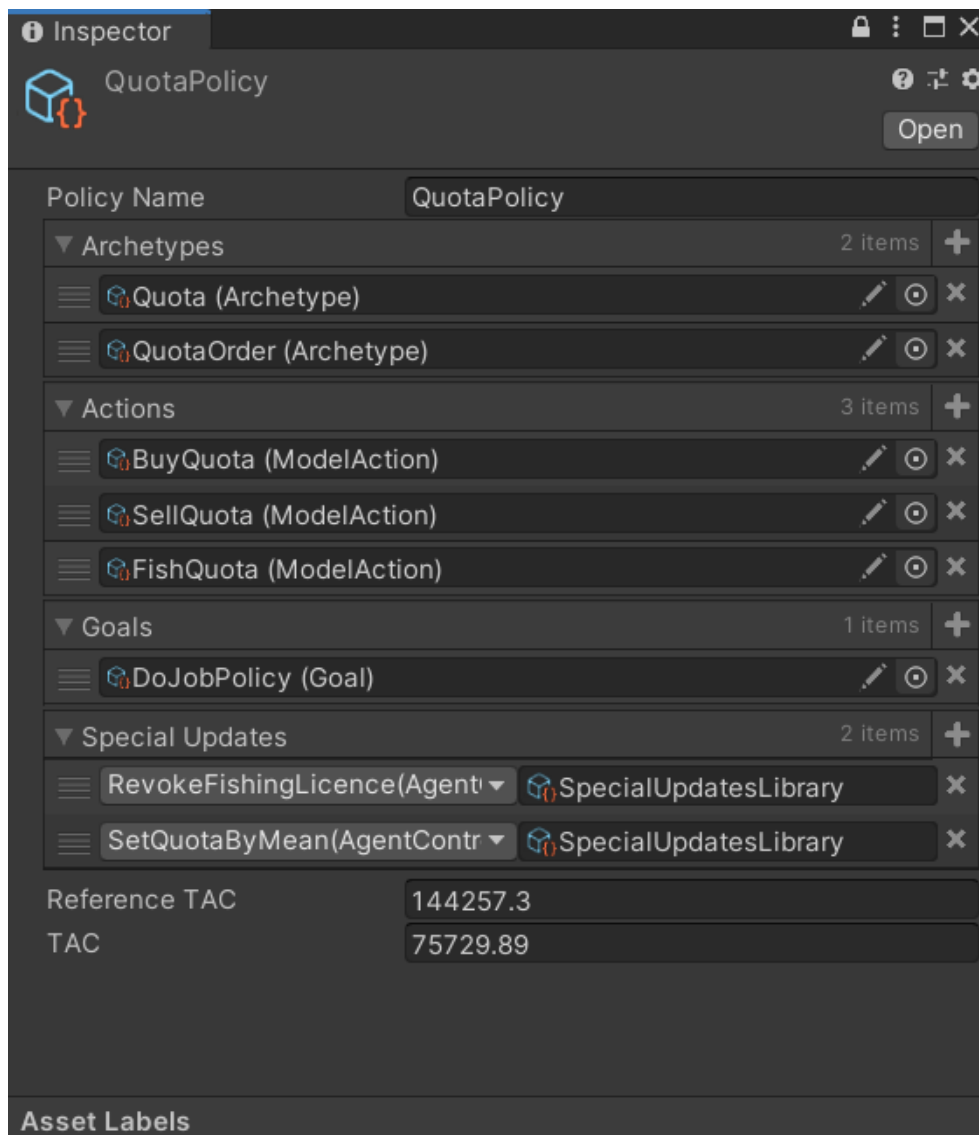 Inspector
QuotaPolicy
Open
Policy Name QuotaPolicy
Archetypes 2 items
Quota (Archetype)
QuotaOrder (Archetype)
Actions 3 items
BuyQuota (ModelAction)
SellQuota (ModelAction)
FishQuota (ModelAction)
Goals 1 items
DoJobPolicy (Goal)
Special Updates 2 items
RevokeFishingLicence(Agent SpecialUpdatesLibrary
SetQuotaByMean(AgentContr SpecialUpdatesLibrary
Reference TAC 144257.3
TAC 75729.89
Asset Labels